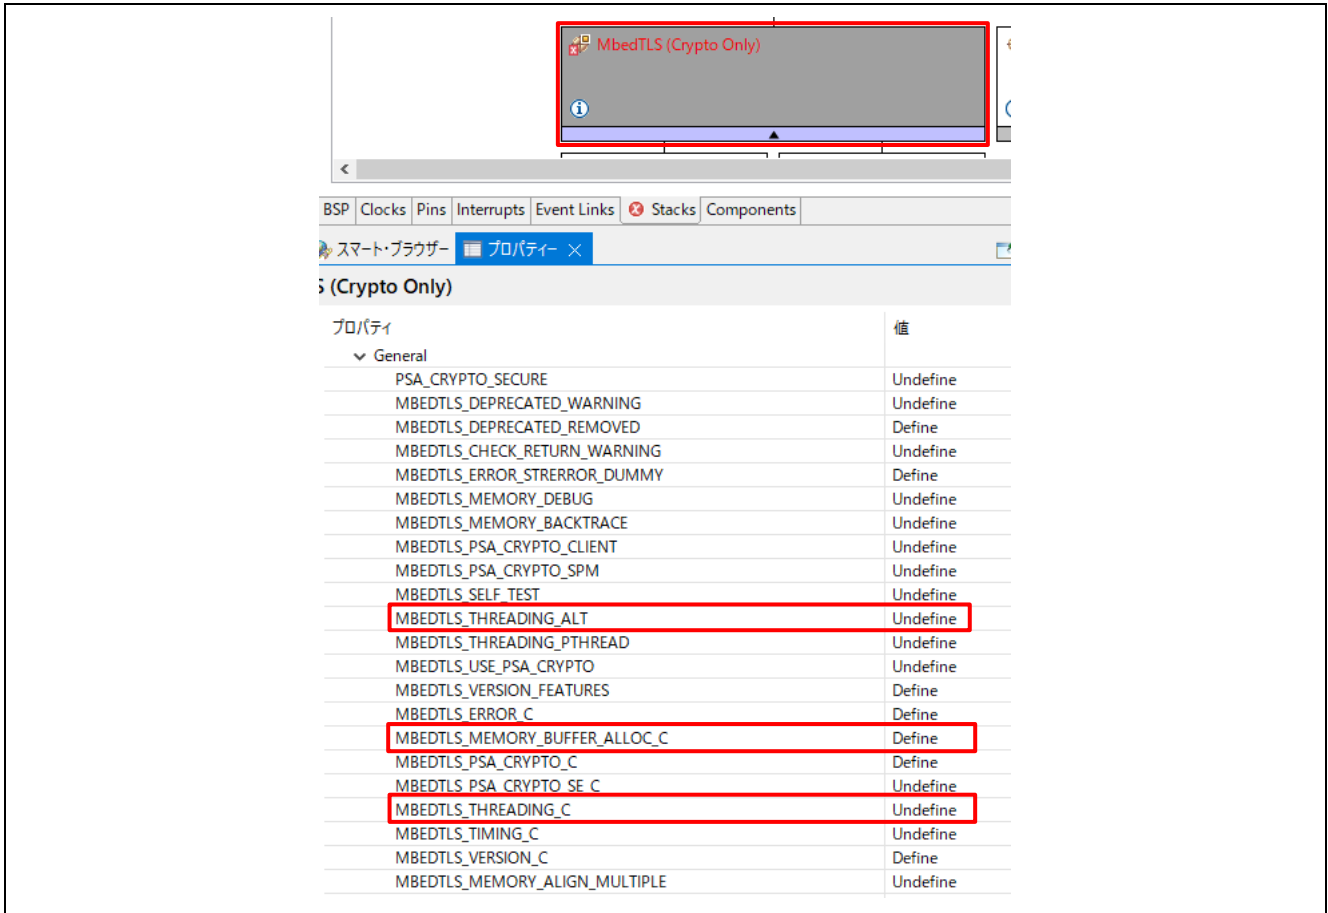 MbedTLS (Crypto Only)
BSP Clocks Pins Interrupts Event Links Stacks Components
スマート・ブラウザー プロパティー
(Crypto Only)
プロパティ 値
General
PSA_CRYPTO_SECURE Undefine
MBEDTLS_DEPRECATED_WARNING Undefine
MBEDTLS_DEPRECATED_REMOVED Define
MBEDTLS_CHECK_RETURN_WARNING Undefine
MBEDTLS_ERROR_STRERROR_DUMMY Define
MBEDTLS_MEMORY_DEBUG Undefine
MBEDTLS_MEMORY_BACKTRACE Undefine
MBEDTLS_PSA_CRYPTO_CLIENT Undefine
MBEDTLS_PSA_CRYPTO_SPM Undefine
MBEDTLS_SELF_TEST Undefine
MBEDTLS_THREADING_ALT Undefine
MBEDTLS_THREADING_PTHREAD Undefine
MBEDTLS_USE_PSA_CRYPTO Undefine
MBEDTLS_VERSION_FEATURES Define
MBEDTLS_ERROR_C Define
MBEDTLS_MEMORY_BUFFER_ALLOC_C Define
MBEDTLS_PSA_CRYPTO_C Define
MBEDTLS_PSA_CRYPTO_SE_C Undefine
MBEDTLS_THREADING_C Undefine
MBEDTLS_TIMING_C Undefine
MBEDTLS_VERSION_C Define
MBEDTLS_MEMORY_ALIGN_MULTIPLE Undefine